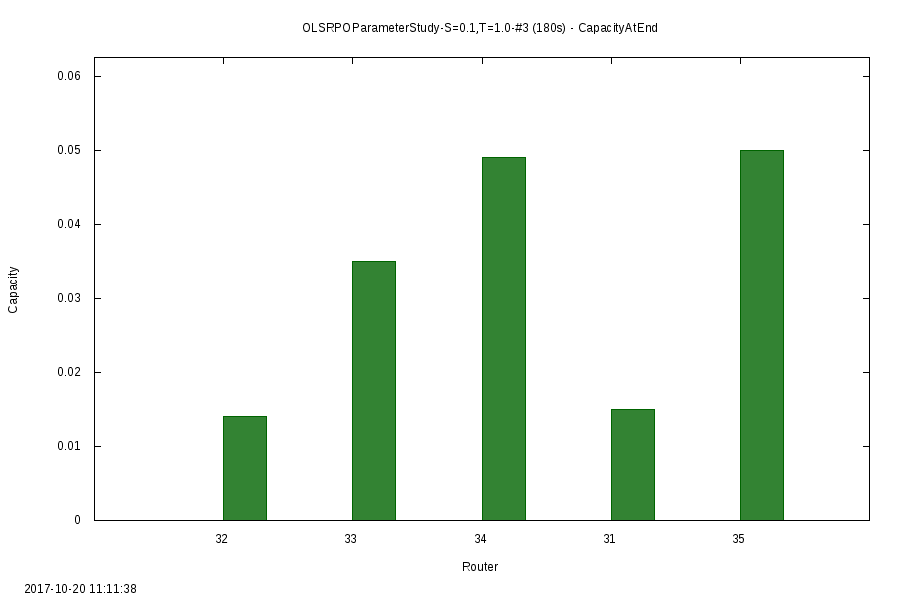 OLSRPOParameterStudy-S=0.1,T=1.0-#3 (180s) - CapacityAtEnd
0.06
0.05
0.04
0.03
0.02
0.01
0
Capacity
32 33 34 31 35
Router
2017-10-20 11:11:38